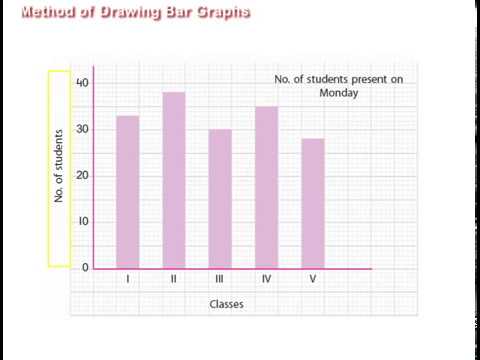 Method of Drawing Bar Graphs
No. of students present on
Monday
No. of students
40
30
20
10
0
I II III IV V
Classes